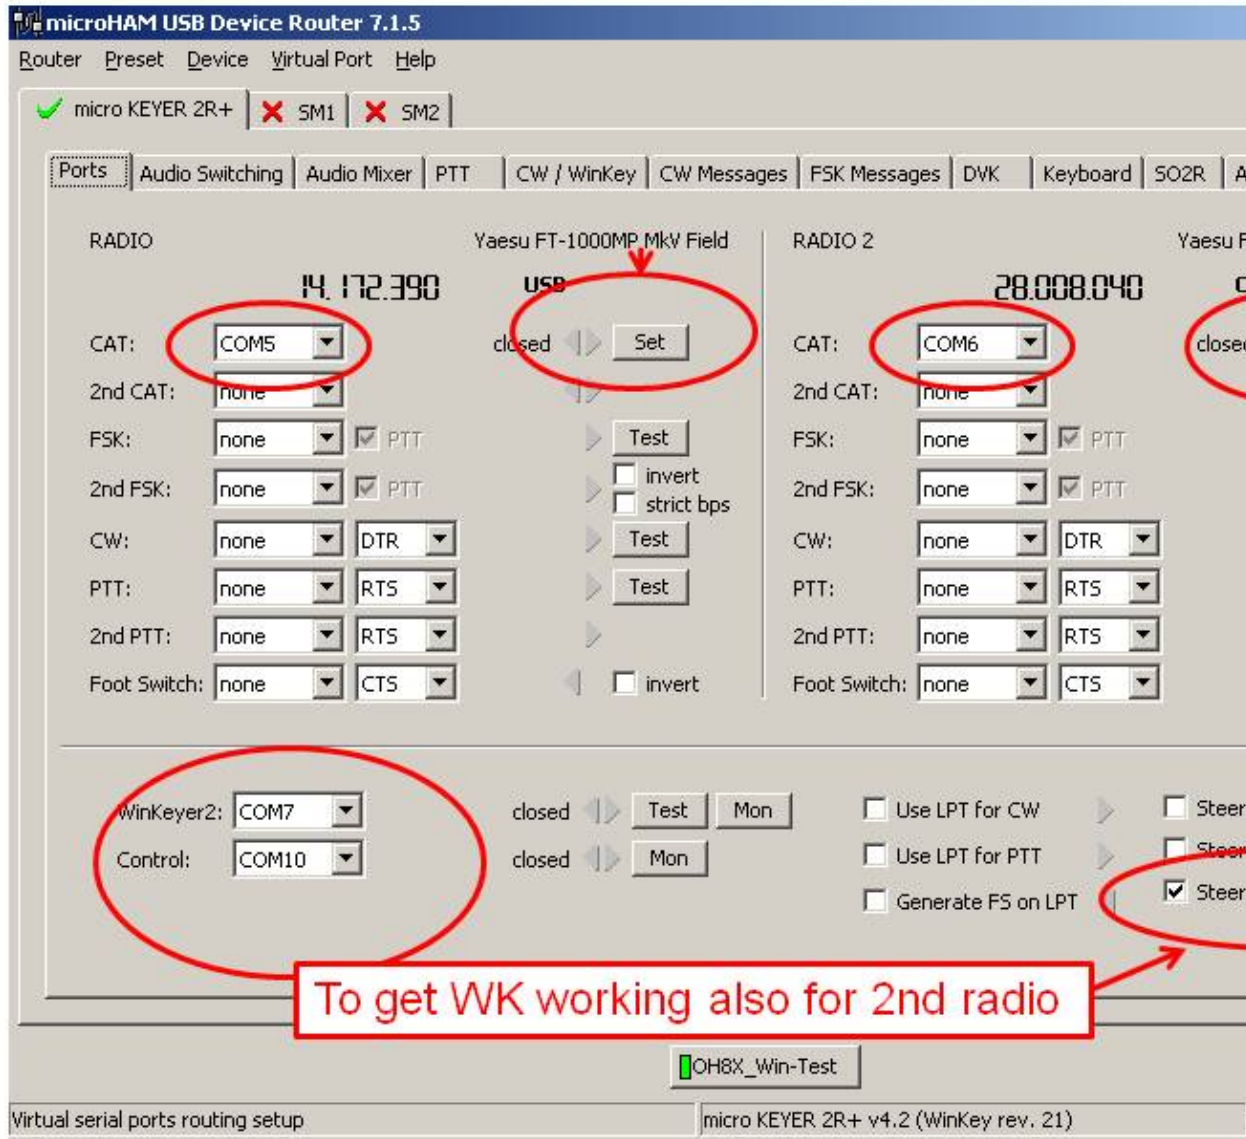 microHAM USB Device Router 7.1.5
Router Preset Device Virtual Port Help
micro KEYER 2R+ SM1 SM2
Ports Audio Switching Audio Mixer PTT CW / WinKey CW Messages FSK Messages DVK Keyboard SO2R A
RADIO Yaesu FT-1000MP MkV Field RADIO 2 Yaesu F
14.172.390 USB 28.008.040 C
CAT: COM5 closed Set CAT: COM6 closed
2nd CAT: none 2nd CAT: none
FSK: none PTT Test FSK: none PTT
2nd FSK: none PTT invert 2nd FSK: none PTT
strict bps
CW: none DTR Test CW: none DTR
PTT: none RTS Test PTT: none RTS
2nd PTT: none RTS 2nd PTT: none RTS
Foot Switch: none CTS invert Foot Switch: none CTS
WinKeyer2: COM7 closed Test Mon Use LPT for CW Steer
Control: COM10 closed Mon Use LPT for PTT Steer
Generate FS on LPT Steer
To get WK working also for 2nd radio
OH8X_Win-Test
Virtual serial ports routing setup micro KEYER 2R+ v4.2 (WinKey rev. 21)